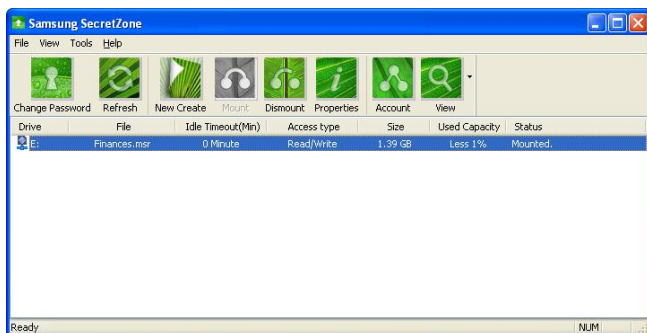 Samsung SecretZone
File View Tools Help
Change Password Refresh New Create Mount Dismount Properties Account View
Drive File Idle Timeout(Min) Access type Size Used Capacity Status
E: Finances.msr 0 Minute Read/Write 1.39 GB Less 1% Mounted.
Ready NUM